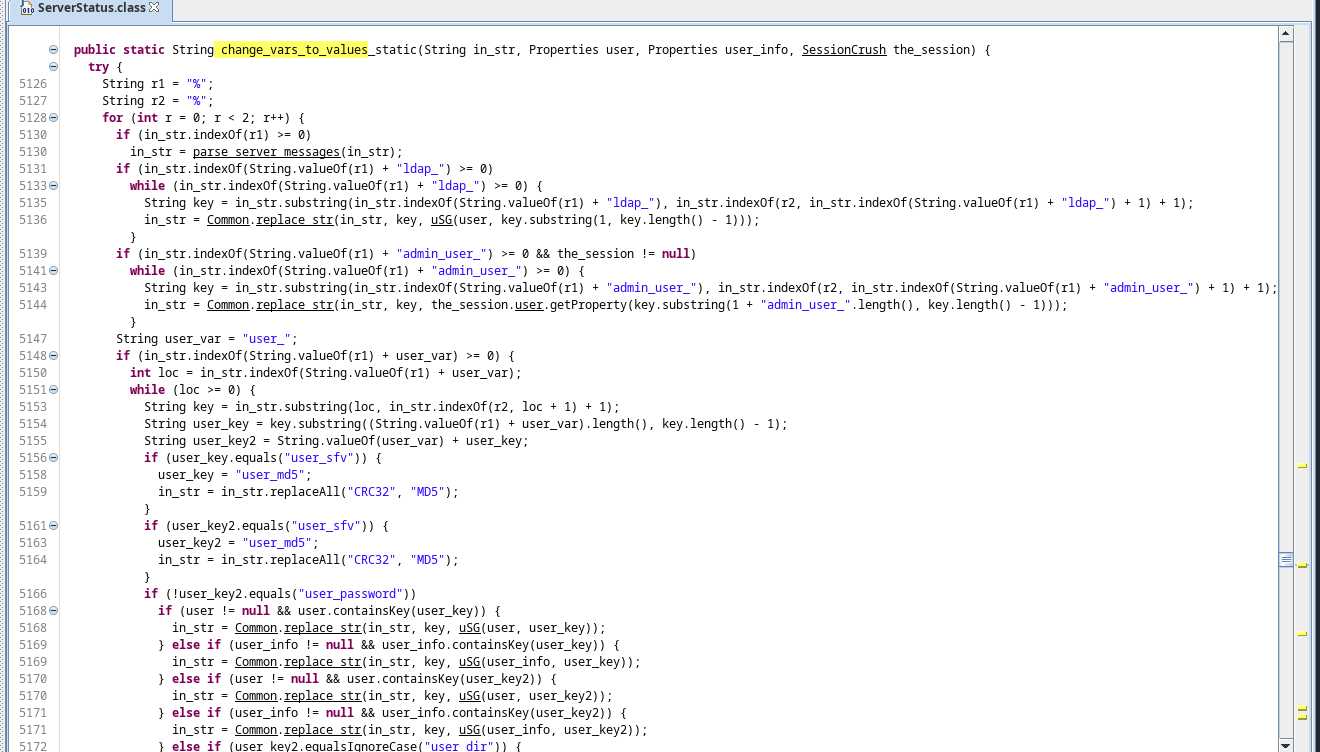 ServerStatus.class
public static String change_vars_to_values_static(String in_str, Properties user, Properties user_info, SessionCrush the_session) {
try {
5126 String r1 = "%";
5127 String r2 = "%";
5128 for (int r = 0; r < 2; r++) {
5130 if (in_str.indexOf(r1) >= 0)
5130 in_str = parse_server_messages(in_str);
5131 if (in_str.indexOf(String.valueOf(r1) + "ldap_") >= 0)
5133 while (in_str.indexOf(String.valueOf(r1) + "ldap_") >= 0) {
5135 String key = in_str.substring(in_str.indexOf(String.valueOf(r1) + "ldap_"), in_str.indexOf(r2, in_str.indexOf(String.valueOf(r1) + "ldap_") + 1) + 1);
5136 in_str = Common.replace_str(in_str, key, uSG(user, key.substring(1, key.length() - 1)));
}
5139 if (in_str.indexOf(String.valueOf(r1) + "admin_user_") >= 0 && the_session != null)
5141 while (in_str.indexOf(String.valueOf(r1) + "admin_user_") >= 0) {
5143 String key = in_str.substring(in_str.indexOf(String.valueOf(r1) + "admin_user_"), in_str.indexOf(r2, in_str.indexOf(String.valueOf(r1) + "admin_user_") + 1) + 1);
5144 in_str = Common.replace_str(in_str, key, the_session.user.getProperty(key.substring(1 + "admin_user_".length(), key.length() - 1)));
}
5147 String user_var = "user_";
5148 if (in_str.indexOf(String.valueOf(r1) + user_var) >= 0) {
5150 int loc = in_str.indexOf(String.valueOf(r1) + user_var);
5151 while (loc >= 0) {
5153 String key = in_str.substring(loc, in_str.indexOf(r2, loc + 1) + 1);
5154 String user_key = key.substring((String.valueOf(r1) + user_var).length(), key.length() - 1);
5155 String user_key2 = String.valueOf(user_var) + user_key;
5156 if (user_key.equals("user_sfv")) {
5158 user_key = "user_md5";
5159 in_str = in_str.replaceAll("CRC32", "MD5");
}
5161 if (user_key2.equals("user_sfv")) {
5163 user_key2 = "user_md5";
5164 in_str = in_str.replaceAll("CRC32", "MD5");
}
5166 if (!user_key2.equals("user_password"))
5168 if (user != null && user.containsKey(user_key)) {
5168 in_str = Common.replace_str(in_str, key, uSG(user, user_key));
5169 } else if (user_info != null && user_info.containsKey(user_key)) {
5169 in_str = Common.replace_str(in_str, key, uSG(user_info, user_key));
5170 } else if (user != null && user.containsKey(user_key2)) {
5170 in_str = Common.replace_str(in_str, key, uSG(user, user_key2));
5171 } else if (user_info != null && user_info.containsKey(user_key2)) {
5171 in_str = Common.replace_str(in_str, key, uSG(user_info, user_key2));
5172 } else if (user_key2.equalsIgnoreCase("user_dir")) {